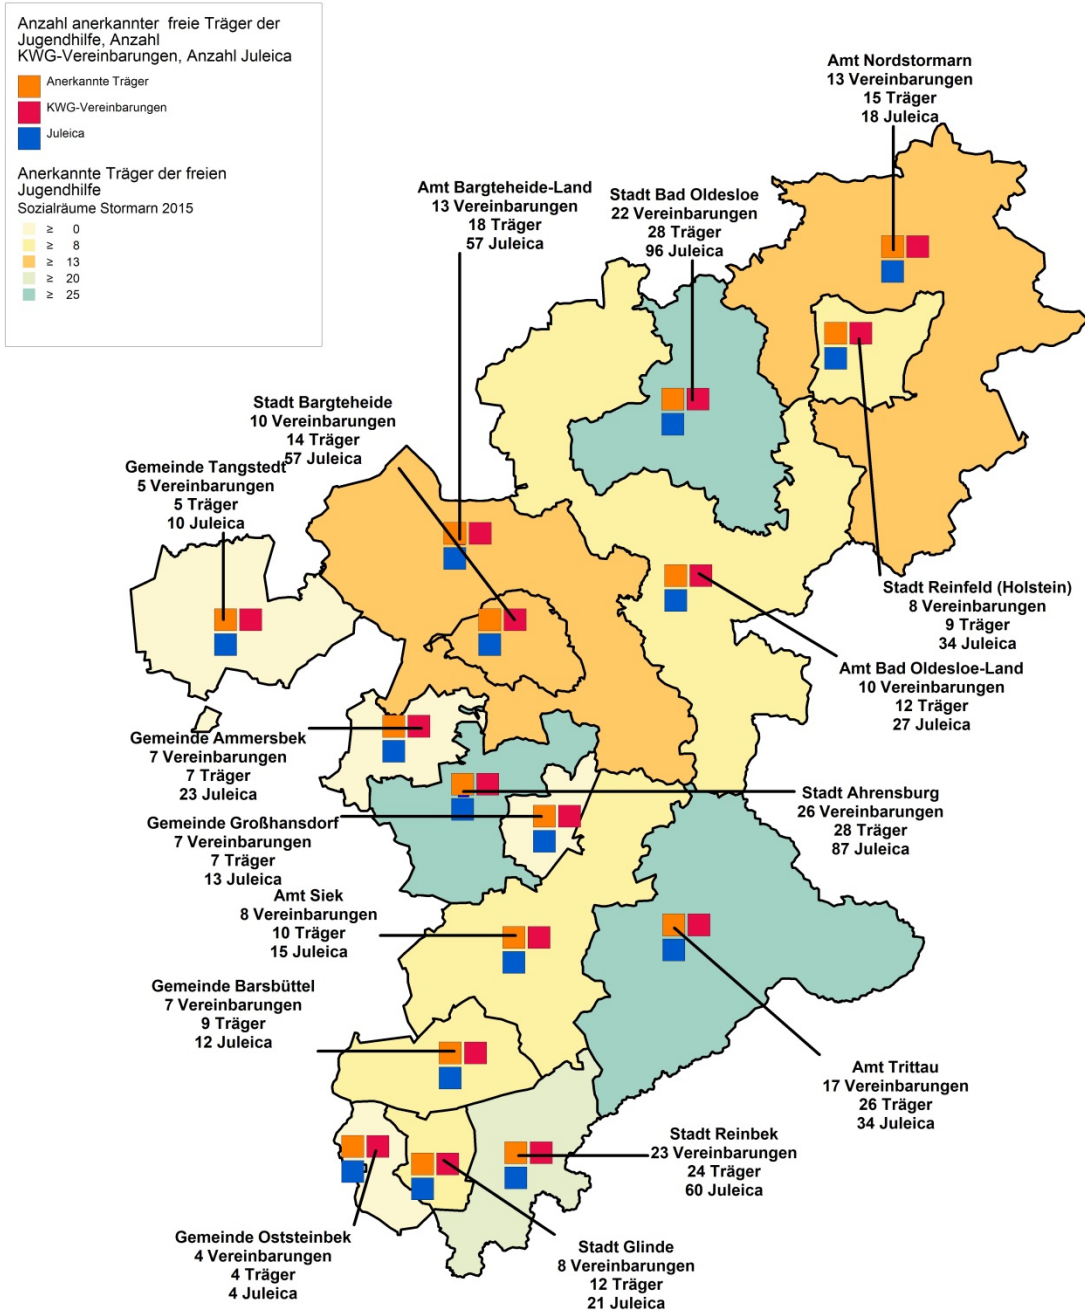 Anzahl anerkannter freie Träger der
Jugendhilfe, Anzahl
KWG-Vereinbarungen, Anzahl Juleica
Anerkannte Träger
KWG-Vereinbarungen
Juleica
Anerkannte Träger der freien
Jugendhilfe
Sozialräume Stormarn 2015
≥ 0
≥ 8
≥ 13
≥ 20
≥ 25
Amt Nordstormarn
13 Vereinbarungen
15 Träger
18 Juleica
Amt Bargteheide-Land
13 Vereinbarungen
18 Träger
57 Juleica
Stadt Bad Oldesloe
22 Vereinbarungen
28 Träger
96 Juleica
Stadt Bargteheide
10 Vereinbarungen
14 Träger
57 Juleica
Gemeinde Tangstedt
5 Vereinbarungen
5 Träger
10 Juleica
Stadt Reinfeld (Holstein)
8 Vereinbarungen
9 Träger
34 Juleica
Amt Bad Oldesloe-Land
10 Vereinbarungen
12 Träger
27 Juleica
Gemeinde Ammersbek
7 Vereinbarungen
7 Träger
23 Juleica
Stadt Ahrensburg
26 Vereinbarungen
28 Träger
87 Juleica
Gemeinde Großhansdorf
7 Vereinbarungen
7 Träger
13 Juleica
Amt Siek
8 Vereinbarungen
10 Träger
15 Juleica
Gemeinde Barsbüttel
7 Vereinbarungen
9 Träger
12 Juleica
Amt Trittau
17 Vereinbarungen
26 Träger
34 Juleica
Stadt Reinbek
23 Vereinbarungen
24 Träger
60 Juleica
Gemeinde Oststeinbek
4 Vereinbarungen
4 Träger
4 Juleica
Stadt Glinde
8 Vereinbarungen
12 Träger
21 Juleica